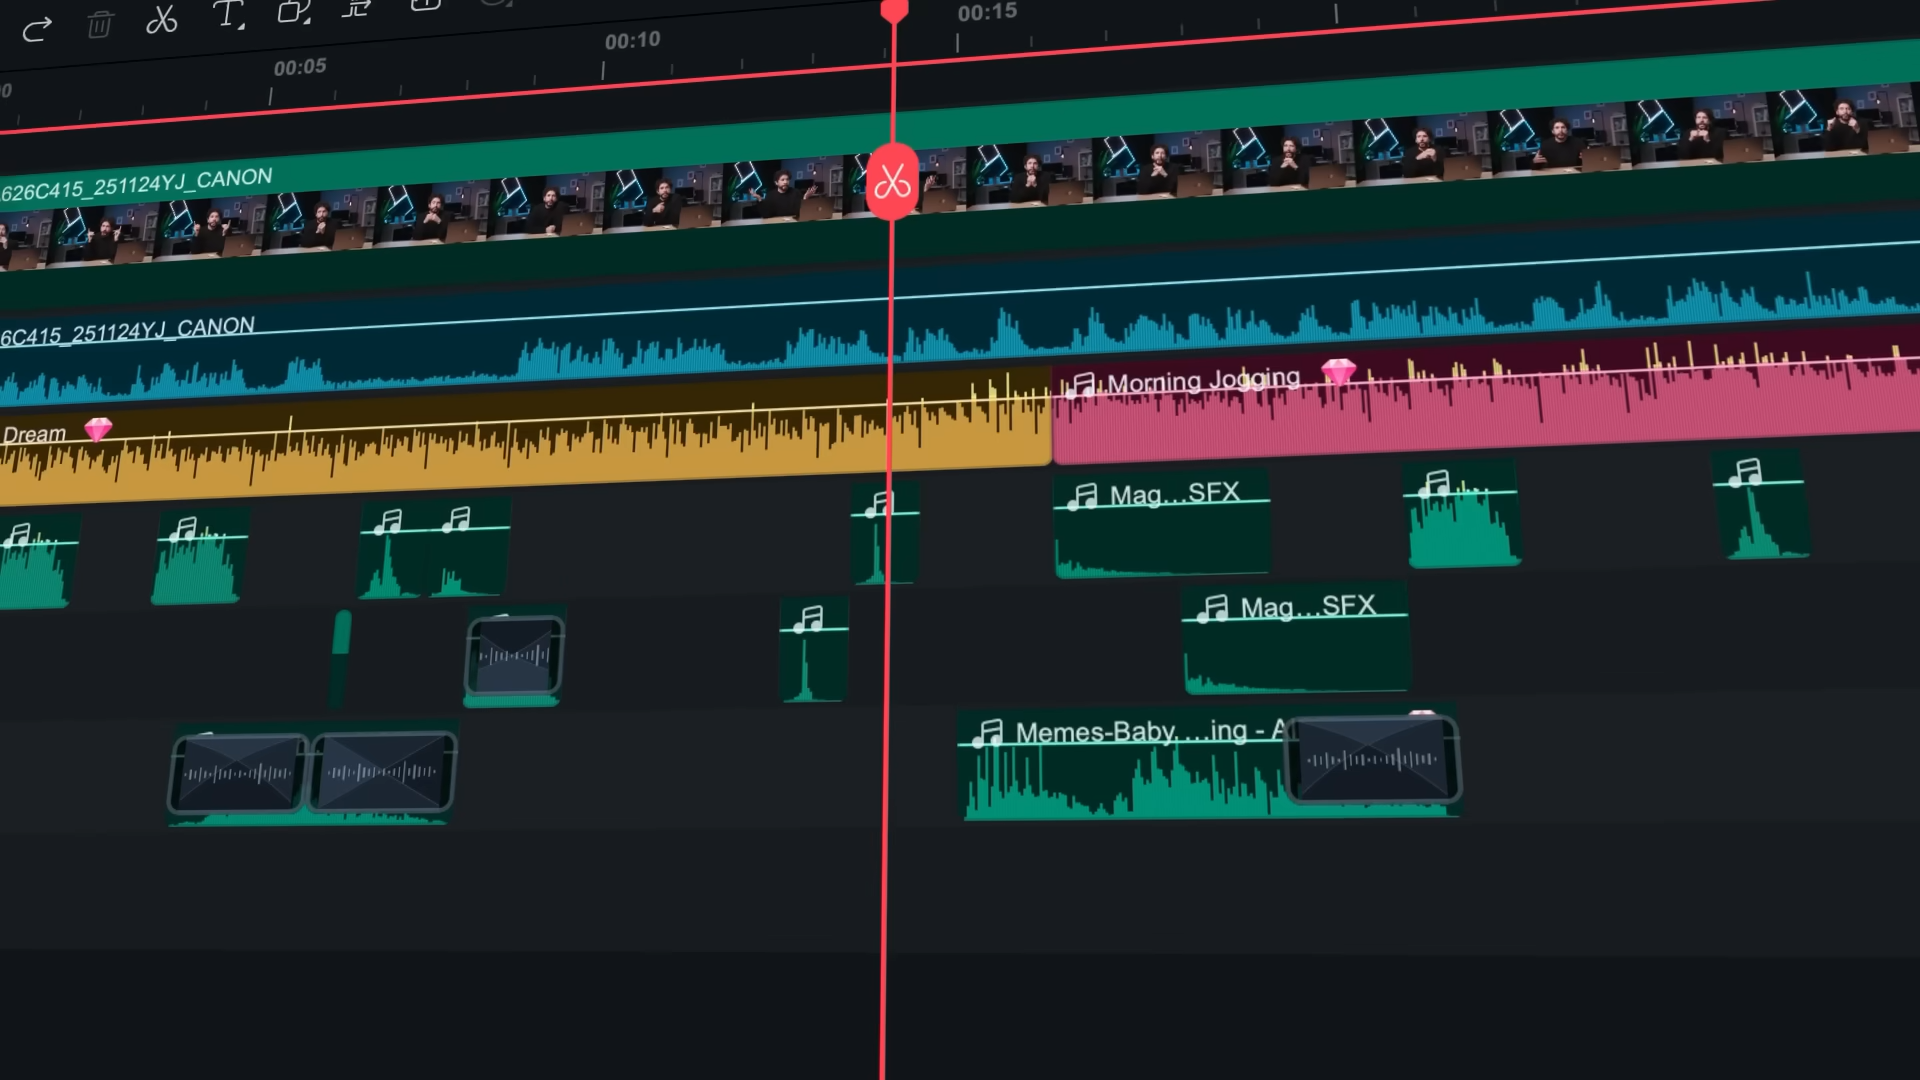 00:05
00:10
00:15
626C415_251124YJ_CANON
6C415_251124YJ_CANON
Dream
Morning Jogging
Mag...SFX
Mag...SFX
Memes-Baby ...ing - A